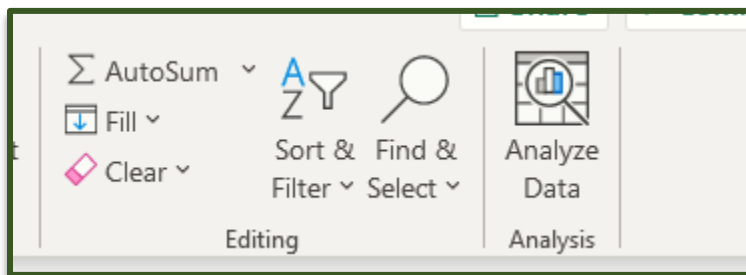 AutoSum
Fill
Clear
Sort &
Filter
Find &
Select
Editing
Analyze
Data
Analysis